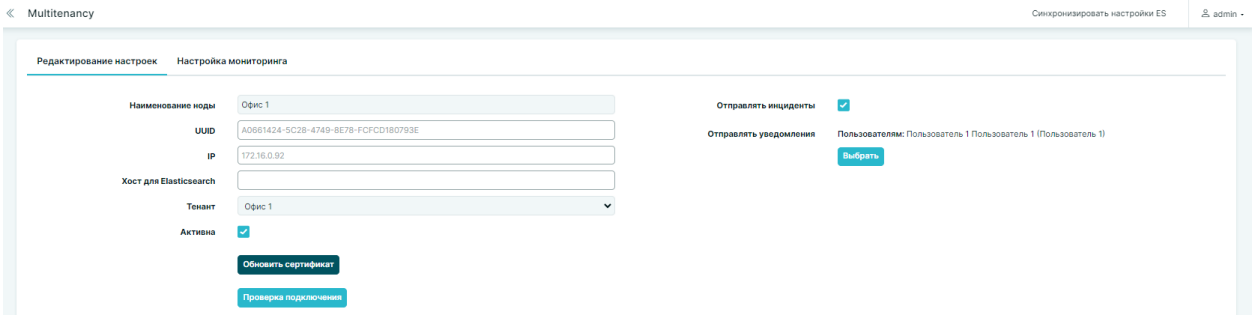 Multitenancy
Синхронизировать настройки ES
admin
Редактирование настроек
Настройка мониторинга
Наименование ноды
Офис 1
UUID
A0661424-5C28-4749-8E78-FCFCD180793E
IP
172.16.0.92
Хост для Elasticsearch
Тенант
Офис 1
Активна
Обновить сертификат
Проверка подключения
Отправлять инциденты
Отправлять уведомления
Пользователям: Пользователь 1 Пользователь 1 (Пользователь 1)
Выбрать